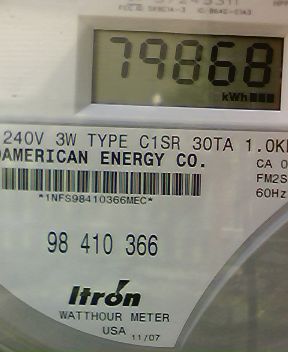 79868
kWh
240V 3W TYPE C1SR 30TA 1.0K
AMERICAN ENERGY CO.
CA 0
FM2S
60Hz
*1NFS98410366MEC*
98 410 366
Itron
WATTHOUR METER
USA 11/07